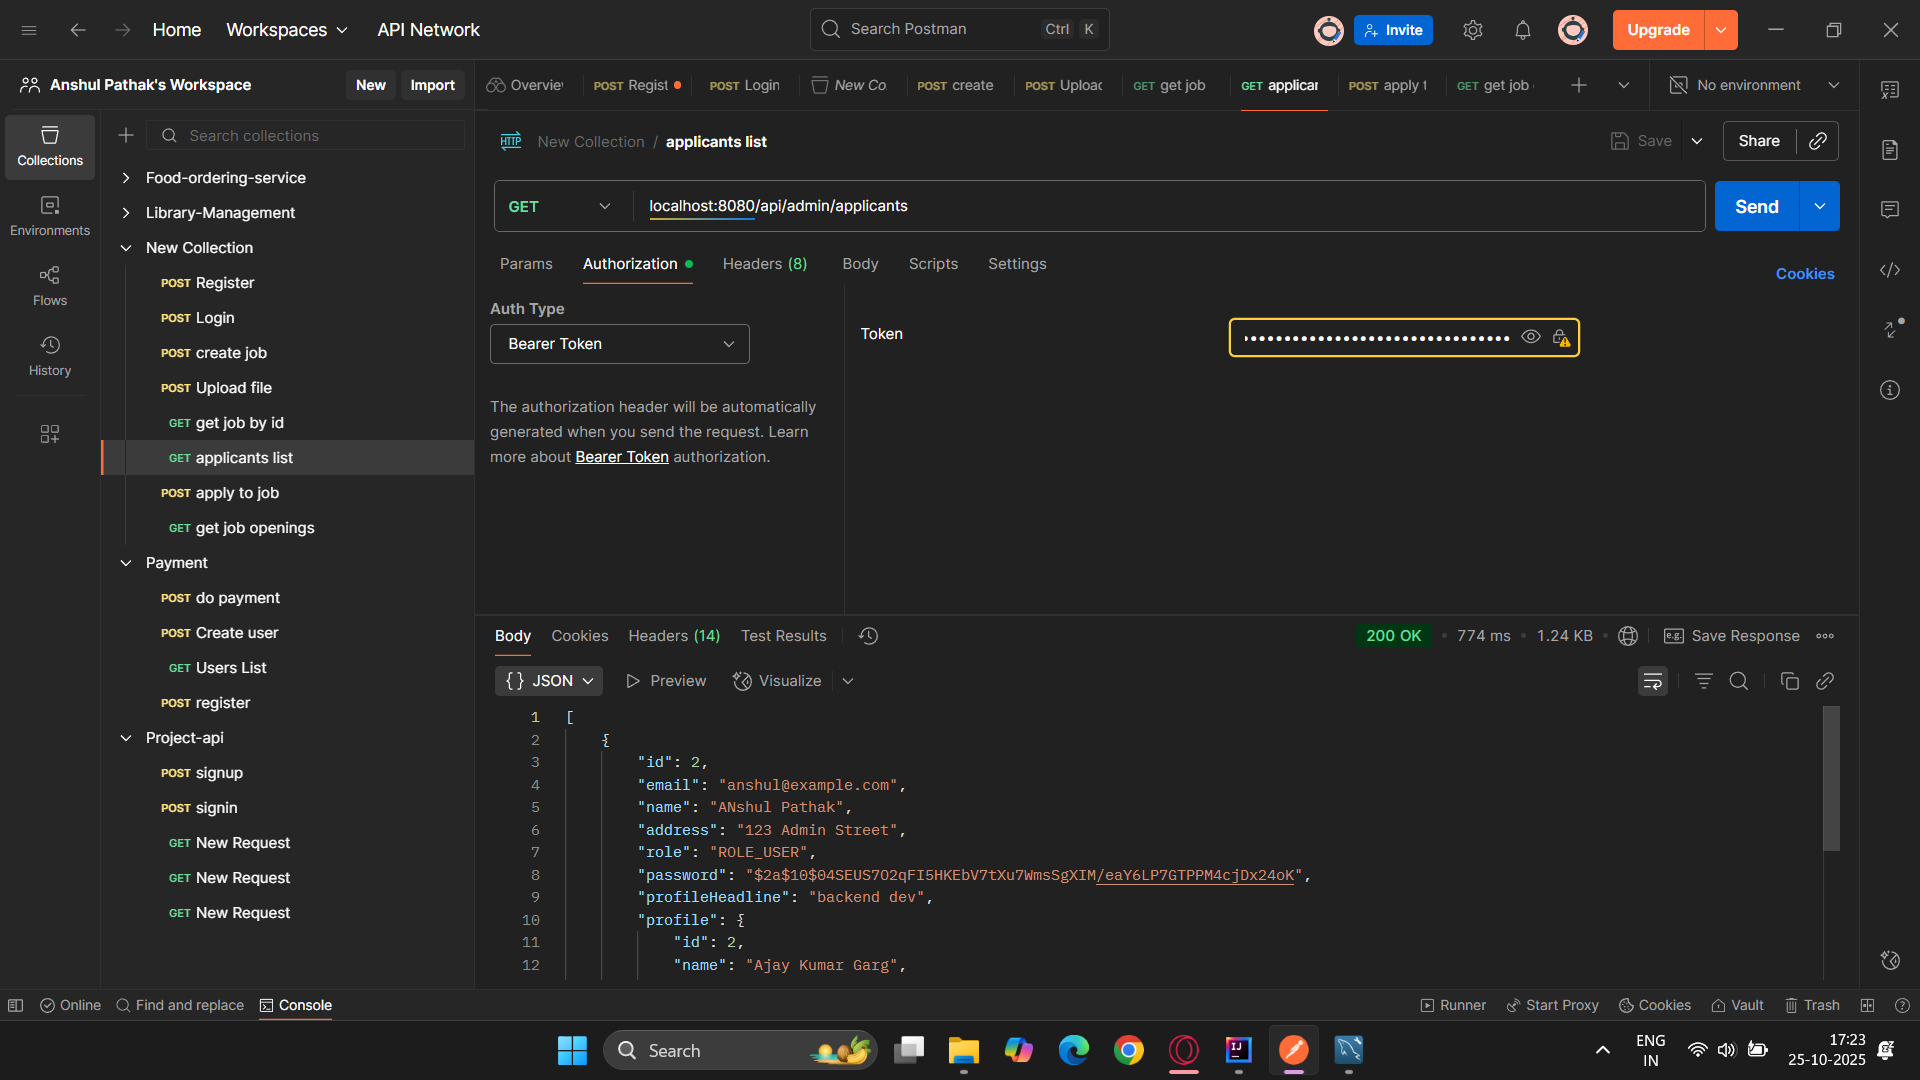 Home Workspaces API Network Search Postman Ctrl K Invite Upgrade
Anshul Pathak's Workspace New Import
Overview POST Regist POST Login New Co POST create POST Upload GET get job GET applicar POST apply t GET get job No environment
Collections
Environments
Flows
History
Search collections
Food-ordering-service
Library-Management
New Collection
POST Register
POST Login
POST create job
POST Upload file
GET get job by id
GET applicants list
POST apply to job
GET get job openings
Payment
POST do payment
POST Create user
GET Users List
POST register
Project-api
POST signup
POST signin
GET New Request
GET New Request
GET New Request
HTTP New Collection / applicants list Save Share
GET localhost:8080/api/admin/applicants Send
Params Authorization Headers (8) Body Scripts Settings Cookies
Auth Type
Bearer Token
Token
The authorization header will be automatically
generated when you send the request. Learn
more about Bearer Token authorization.
Body Cookies Headers (14) Test Results 200 OK 774 ms 1.24 KB e.g. Save Response
{} JSON Preview Visualize
1 [
2 {
3 "id": 2,
4 "email": "anshul@example.com",
5 "name": "ANshul Pathak",
6 "address": "123 Admin Street",
7 "role": "ROLE_USER",
8 "password": "$2a$10$04SEUS7O2qFI5HKEbV7tXu7WmsSgXIM/eaY6LP7GTPPM4cjDx24oK",
9 "profileHeadline": "backend dev",
10 "profile": {
11 "id": 2,
12 "name": "Ajay Kumar Garg",
Online Find and replace Console Runner Start Proxy Cookies Vault Trash
Search
ENG
IN
17:23
25-10-2025